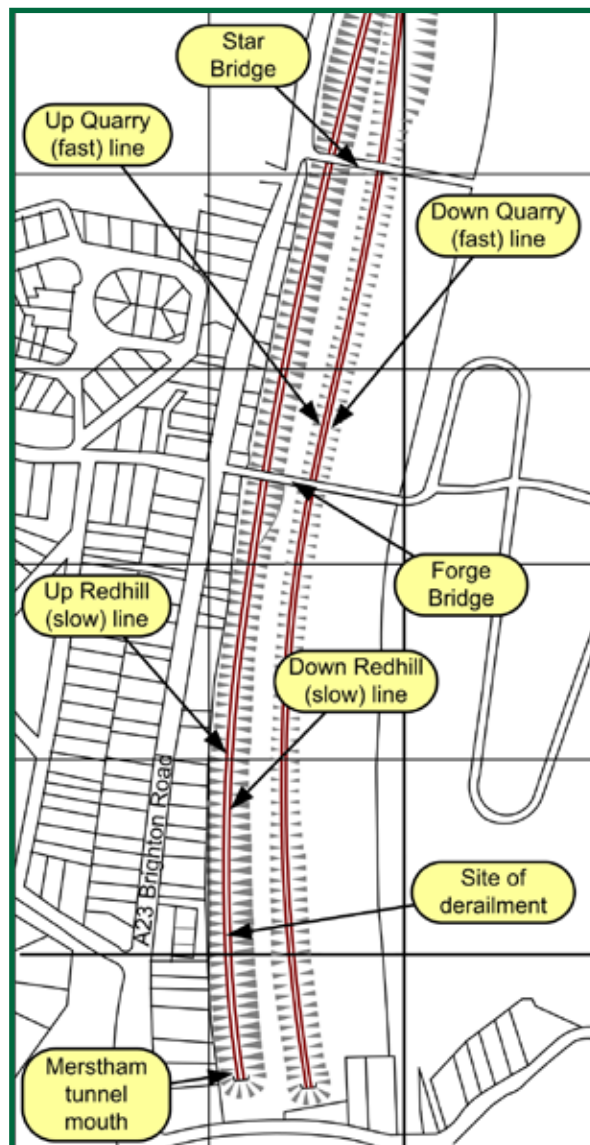 Star
Bridge
Up Quarry
(fast) line
Down Quarry
(fast) line
Forge
Bridge
Up Redhill
(slow) line
Down Redhill
(slow) line
A23 Brighton Road
Site of
derailment
Merstham
tunnel
mouth